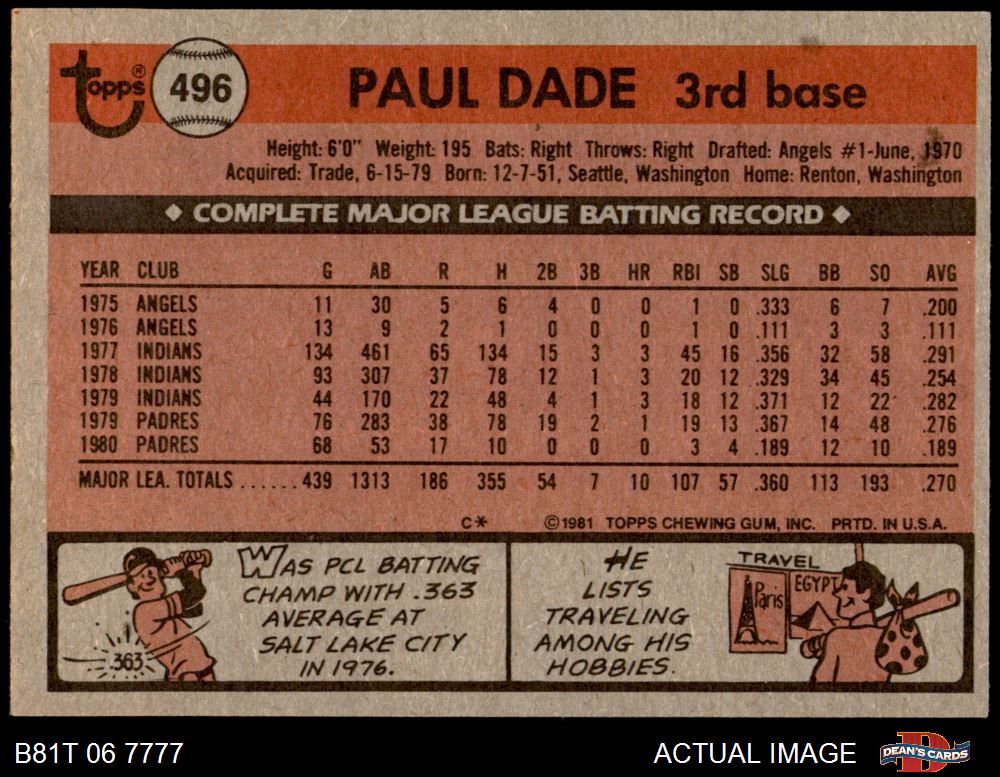 topps® 496 PAUL DADE 3rd base
Height: 6'0" Weight: 195 Bats: Right Throws: Right Drafted: Angels #1-June, 1970
Acquired: Trade, 6-15-79 Born: 12-7-51, Seattle, Washington Home: Renton, Washington
◆ COMPLETE MAJOR LEAGUE BATTING RECORD ◆
YEAR CLUB G AB R H 2B 3B HR RBI SB SLG BB SO AVG
1975 ANGELS 11 30 5 6 4 0 0 1 0 .333 6 7 .200
1976 ANGELS 13 9 2 1 0 0 0 1 0 .111 3 3 .111
1977 INDIANS 134 461 65 134 15 3 3 45 16 .356 32 58 .291
1978 INDIANS 93 307 37 78 12 1 3 20 12 .329 34 45 .254
1979 INDIANS 44 170 22 48 4 1 3 18 12 .371 12 22 .282
1979 PADRES 76 283 38 78 19 2 1 19 13 .367 14 48 .276
1980 PADRES 68 53 17 10 0 0 0 3 4 .189 12 10 .189
MAJOR LEA. TOTALS ...... 439 1313 186 355 54 7 10 107 57 .360 113 193 .270
C* ©1981 TOPPS CHEWING GUM, INC. PRTD. IN U.S.A.
WAS PCL BATTING
CHAMP WITH .363
AVERAGE AT
SALT LAKE CITY
IN 1976.
.363
HE
LISTS
TRAVELING
AMONG HIS
HOBBIES.
TRAVEL
Paris
EGYPT
B81T 06 7777 ACTUAL IMAGE DEAN'S CARDS